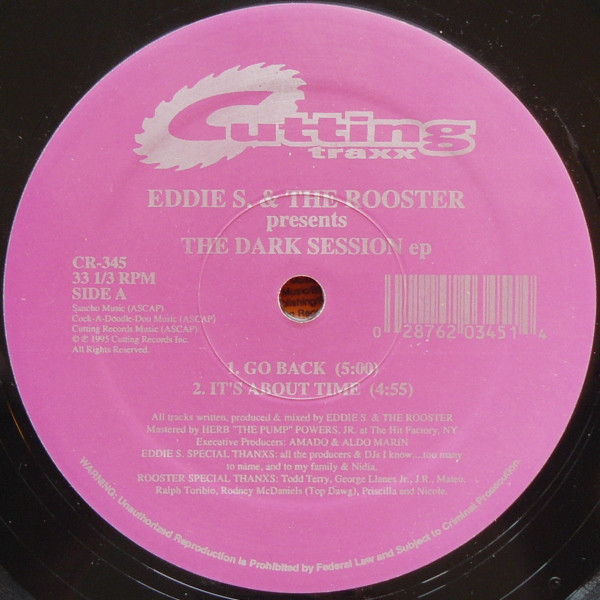 Cutting
traxx
EDDIE S. & THE ROOSTER
presents
THE DARK SESSION ep
CR-345
33 1/3 RPM
SIDE A
Sancho Music (ASCAP)
Cock-A-Doodle-Doo Music (ASCAP)
Cutting Records Music (ASCAP)
© ℗ 1995 Cutting Records Inc.
All Rights Reserved.
0 28762 03451 4
1. GO BACK (5:00)
2. IT'S ABOUT TIME (4:55)
All tracks written, produced & mixed by EDDIE S. & THE ROOSTER
Mastered by HERB "THE PUMP" POWERS, JR. at The Hit Factory, NY
Executive Producers: AMADO & ALDO MARIN
EDDIE S. SPECIAL THANXS: all the producers & DJs I know...too many
to name, and to my family & Nidia.
ROOSTER SPECIAL THANXS: Todd Terry, George Llanes Jr., J.R., Mateo,
Ralph Toribio, Rodney McDaniels (Top Dawg), Priscilla and Nicole.
WARNING: Unauthorized Reproduction is Prohibited by Federal Law and Subject to Criminal Prosecution.